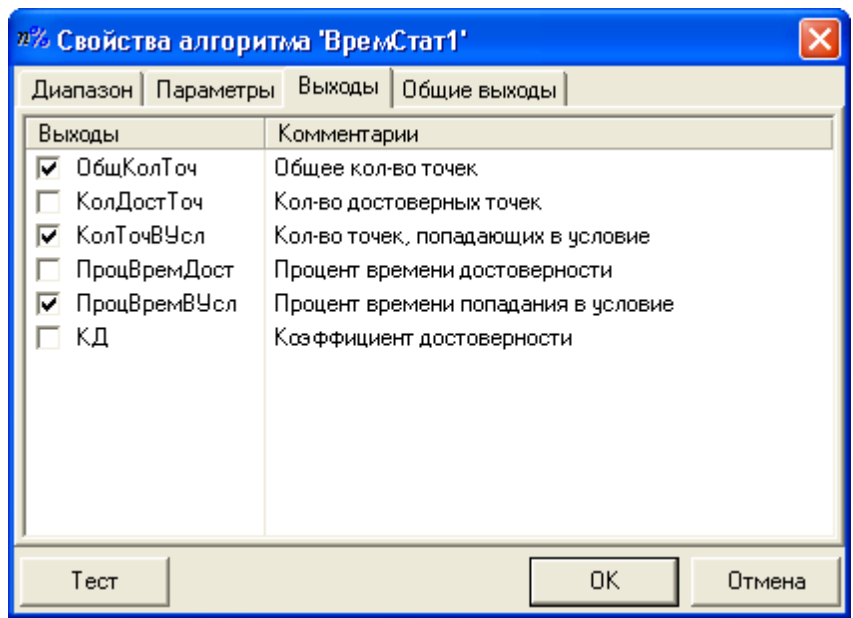 n% Свойства алгоритма 'ВремСтат1'
Диапазон Параметры Выходы Общие выходы
Выходы Комментарии
ОбщКолТоч Общее кол-во точек
КолДостТоч Кол-во достоверных точек
КолТочВУсл Кол-во точек, попадающих в условие
ПроцВремДост Процент времени достоверности
ПроцВремВУсл Процент времени попадания в условие
КД Коэффициент достоверности
Тест OK Отмена